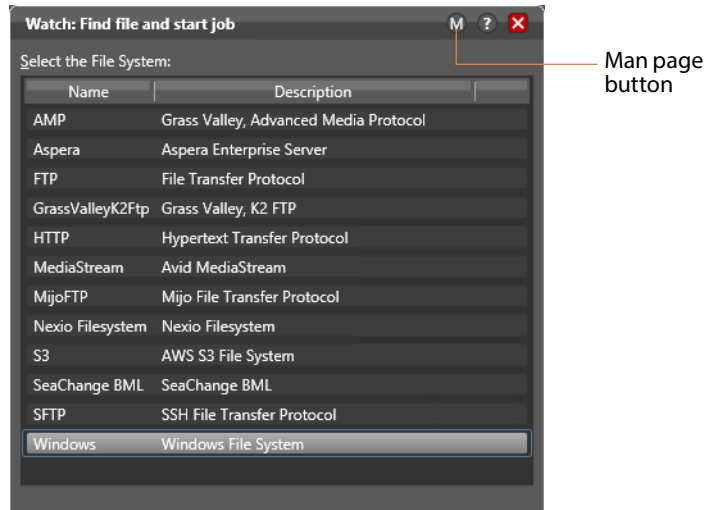 Watch: Find file and start job M ? X
Man page
button
Select the File System:
Name Description
AMP Grass Valley, Advanced Media Protocol
Aspera Aspera Enterprise Server
FTP File Transfer Protocol
GrassValleyK2Ftp Grass Valley, K2 FTP
HTTP Hypertext Transfer Protocol
MediaStream Avid MediaStream
MijoFTP Mijo File Transfer Protocol
Nexio Filesystem Nexio Filesystem
S3 AWS S3 File System
SeaChange BML SeaChange BML
SFTP SSH File Transfer Protocol
Windows Windows File System